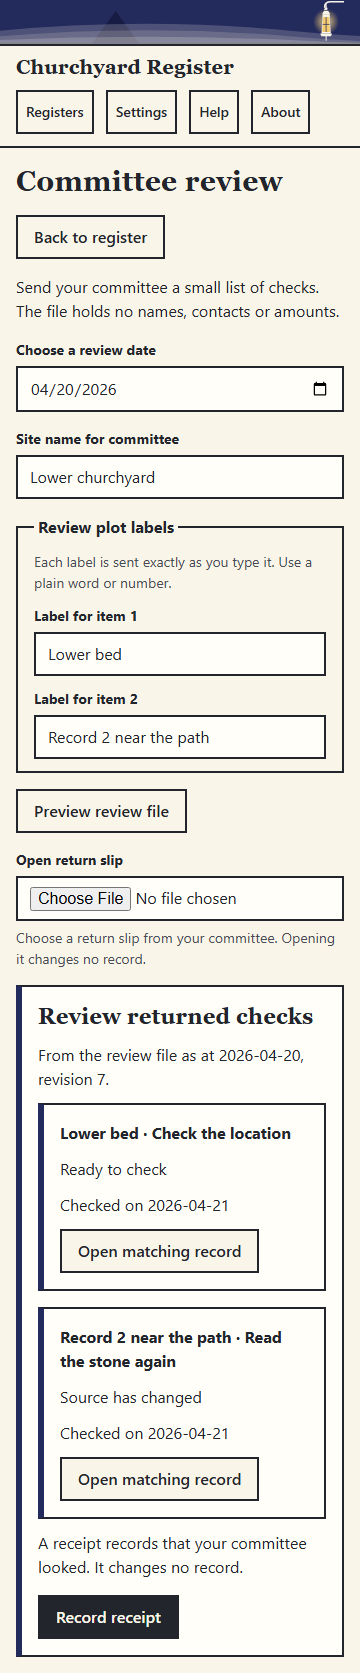 Churchyard Register
Registers
Settings
Help
About
Committee review
Back to register
Send your committee a small list of checks.
The file holds no names, contacts or amounts.
Choose a review date
04/20/2026
Site name for committee
Lower churchyard
Review plot labels
Each label is sent exactly as you type it. Use a
plain word or number.
Label for item 1
Lower bed
Label for item 2
Record 2 near the path
Preview review file
Open return slip
Choose File No file chosen
Choose a return slip from your committee. Opening
it changes no record.
Review returned checks
From the review file as at 2026-04-20,
revision 7.
Lower bed · Check the location
Ready to check
Checked on 2026-04-21
Open matching record
Record 2 near the path · Read
the stone again
Source has changed
Checked on 2026-04-21
Open matching record
A receipt records that your committee
looked. It changes no record.
Record receipt